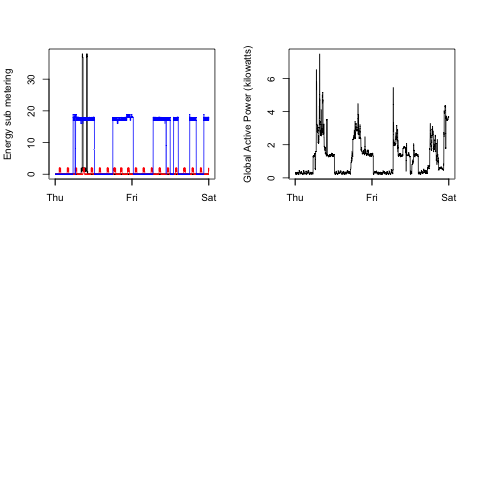 Energy sub metering
30
20
10
0
Thu
Fri
Sat
Global Active Power (kilowatts)
6
4
2
0
Thu
Fri
Sat